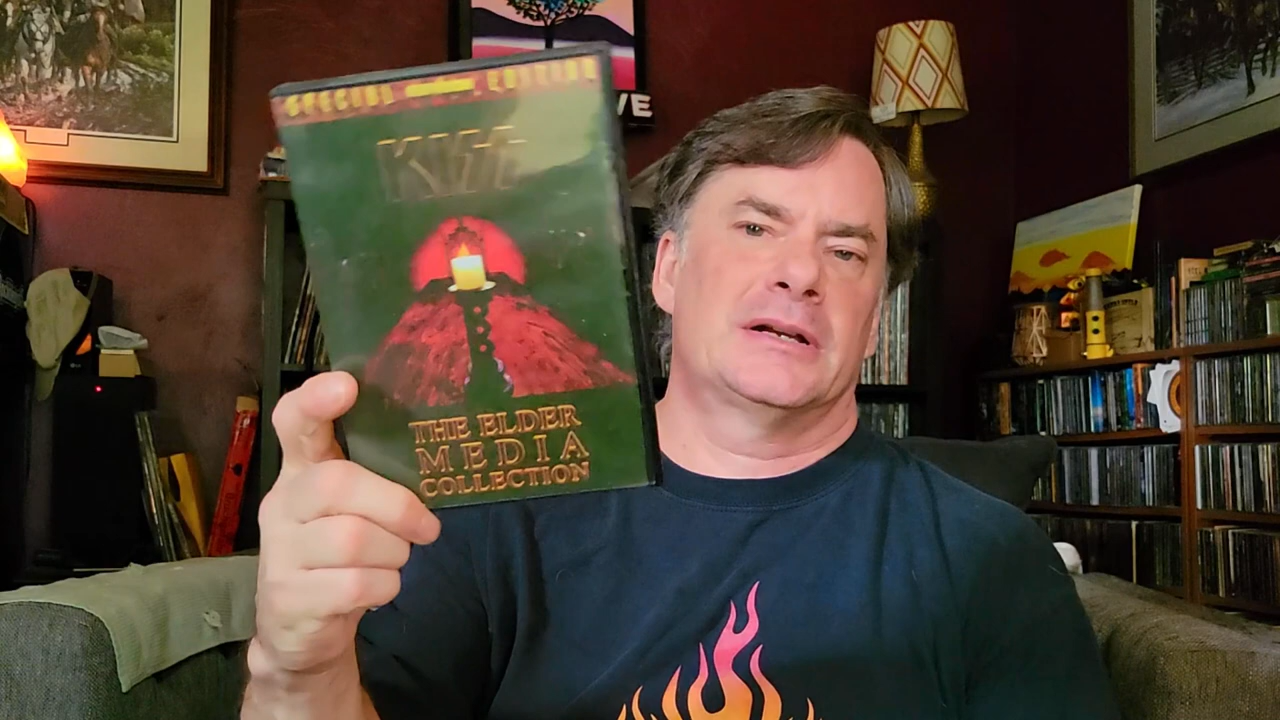 SPECIAL EDITION
KISS
THE ELDER
MEDIA
COLLECTION
VE